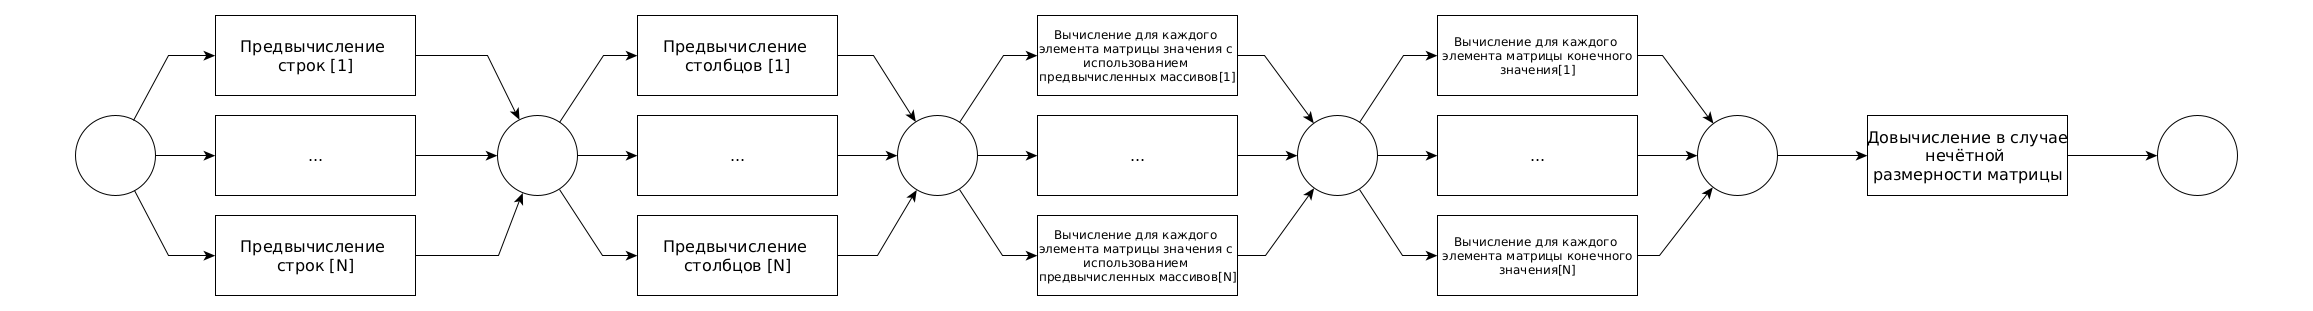 Предвычисление
строк [1]
...
Предвычисление
строк [N]
Предвычисление
столбцов [1]
...
Предвычисление
столбцов [N]
Вычисление для каждого
элемента матрицы значения с
использованием
предвычисленных массивов[1]
...
Вычисление для каждого
элемента матрицы значения с
использованием
предвычисленных массивов[N]
Вычисление для каждого
элемента матрицы конечного
значения[1]
...
Вычисление для каждого
элемента матрицы конечного
значения[N]
Довычисление в случае
нечётной
размерности матрицы